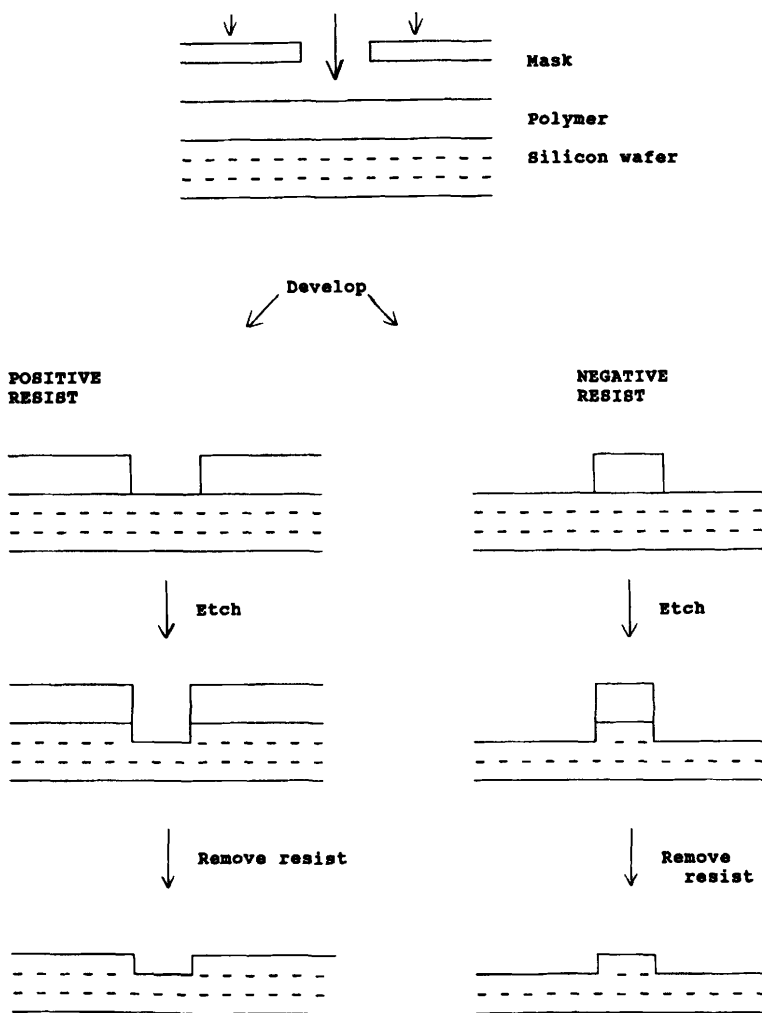 Mask
Polymer
Silicon wafer
Develop
POSITIVE
RESIST
NEGATIVE
RESIST
Etch
Etch
Remove resist
Remove
resist